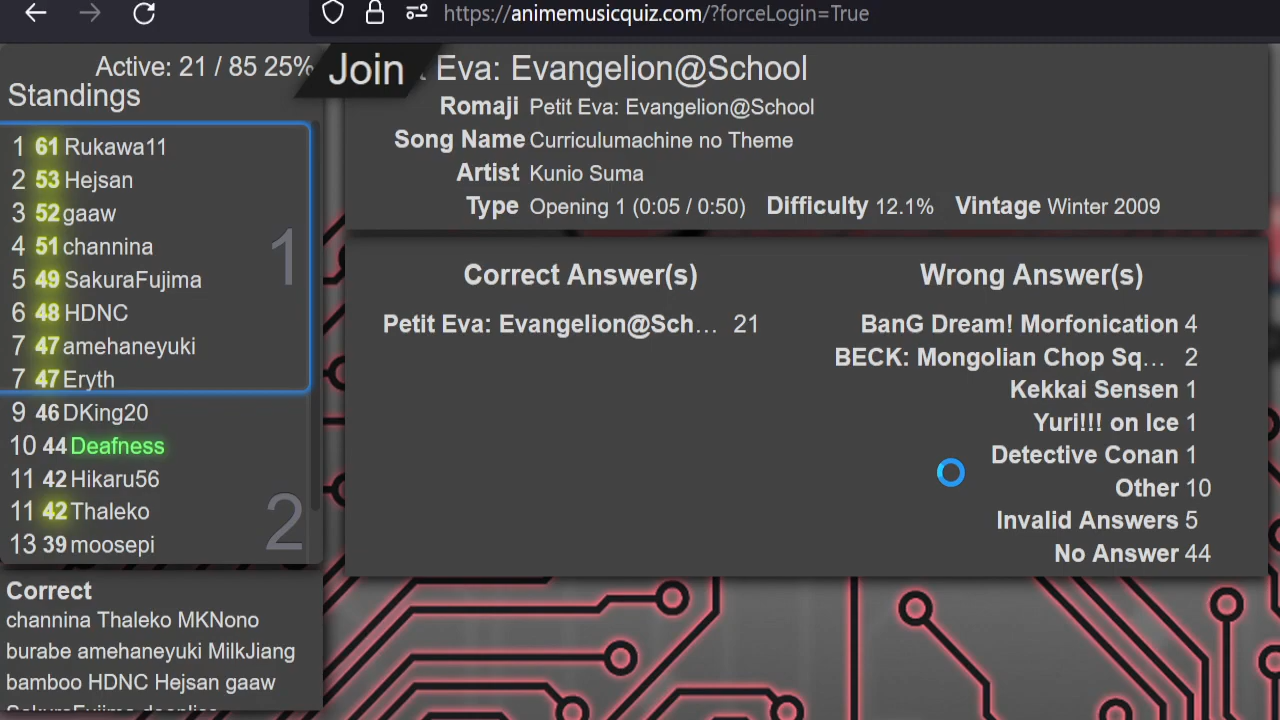 https://animemusicquiz.com/?forceLogin=True
Active: 21 / 85 25%
Join
Standings
1 61 Rukawa11
2 53 Hejsan
3 52 gaaw
4 51 channina
5 49 SakuraFujima
6 48 HDNC
7 47 amehaneyuki
7 47 Eryth
1
9 46 DKing20
10 44 Deafness
11 42 Hikaru56
11 42 Thaleko
13 39 moosepi
2
Correct
channina Thaleko MKNono
burabe amehaneyuki MilkJiang
bamboo HDNC Hejsan gaaw
Eva: Evangelion@School
Romaji Petit Eva: Evangelion@School
Song Name Curriculumachine no Theme
Artist Kunio Suma
Type Opening 1 (0:05 / 0:50) Difficulty 12.1% Vintage Winter 2009
Correct Answer(s)
Petit Eva: Evangelion@Sch... 21
Wrong Answer(s)
BanG Dream! Morfonication 4
BECK: Mongolian Chop Sq... 2
Kekkai Sensen 1
Yuri!!! on Ice 1
Detective Conan 1
Other 10
Invalid Answers 5
No Answer 44